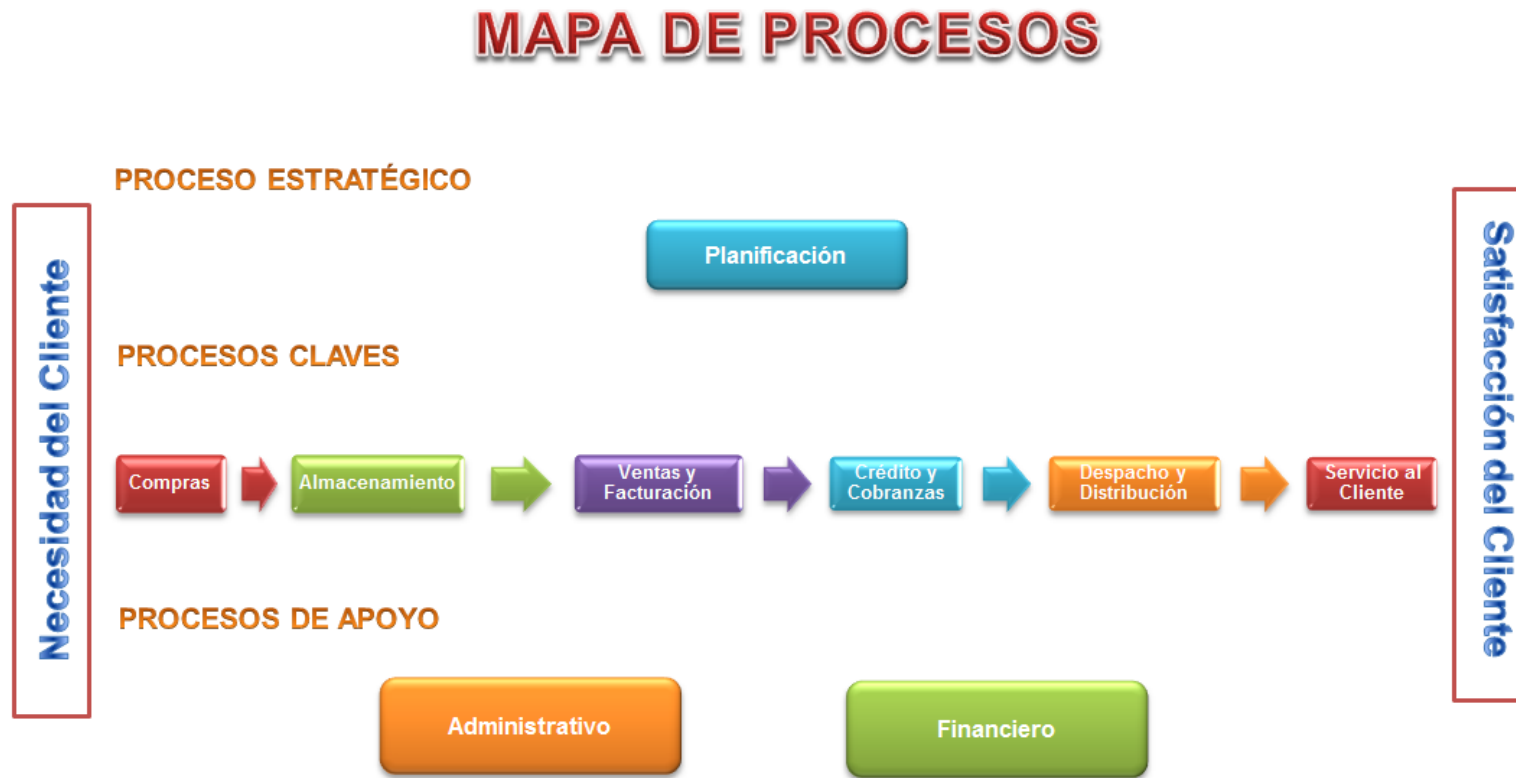 MAPA DE PROCESOS
PROCESO ESTRATÉGICO
Necesidad del Cliente
Planificación
Satisfacción del Cliente
PROCESOS CLAVES
Compras
Almacenamiento
Ventas y
Facturación
Crédito y
Cobranzas
Despacho y
Distribución
Servicio al
Cliente
PROCESOS DE APOYO
Administrativo
Financiero